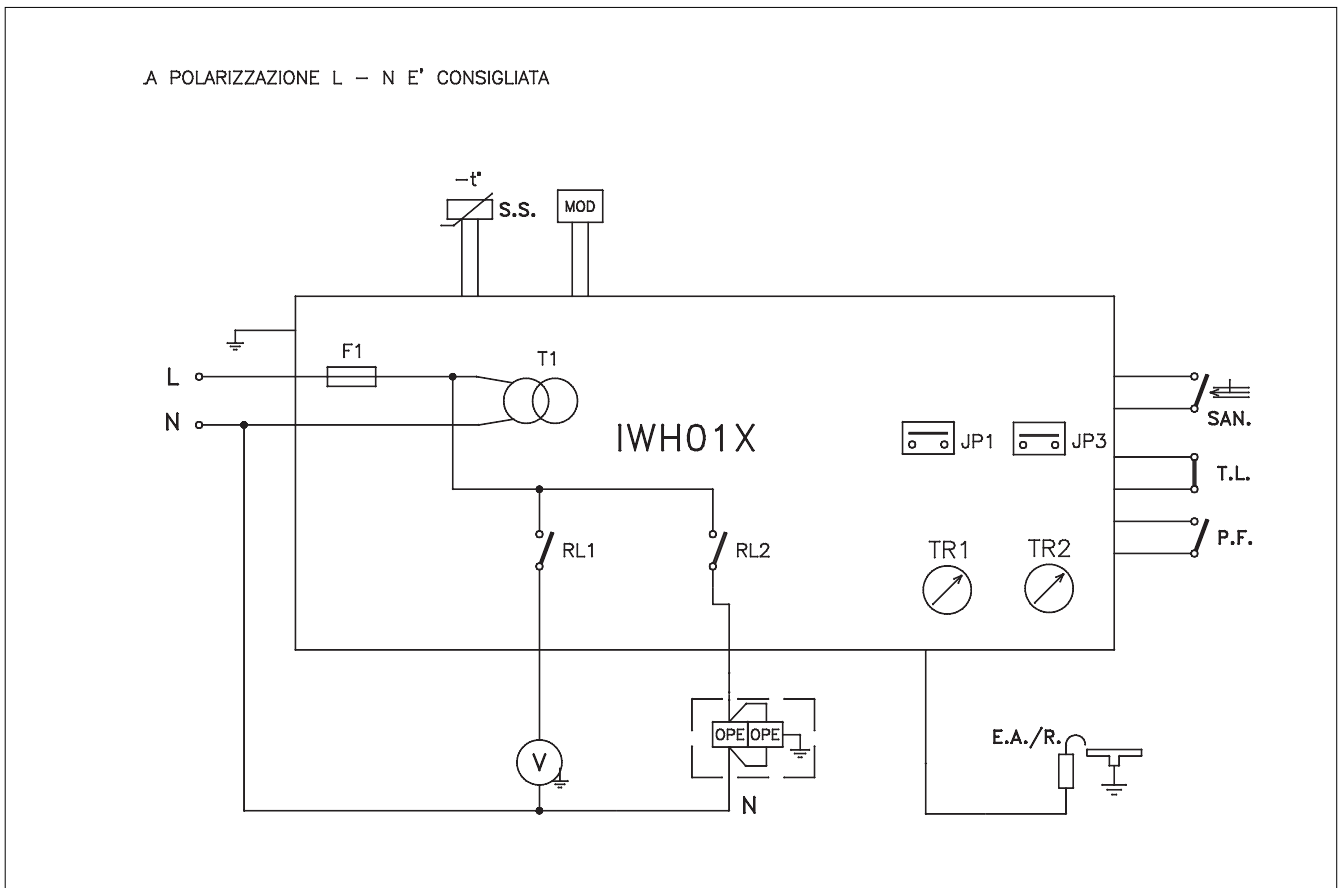 .A POLARIZZAZIONE L – N E' CONSIGLIATA
–t°
S.S.
MOD
F1
T1
L
N
IWH01X
JP1
JP3
SAN.
T.L.
P.F.
RL1
RL2
TR1
TR2
V
OPE OPE
N
E.A./R.